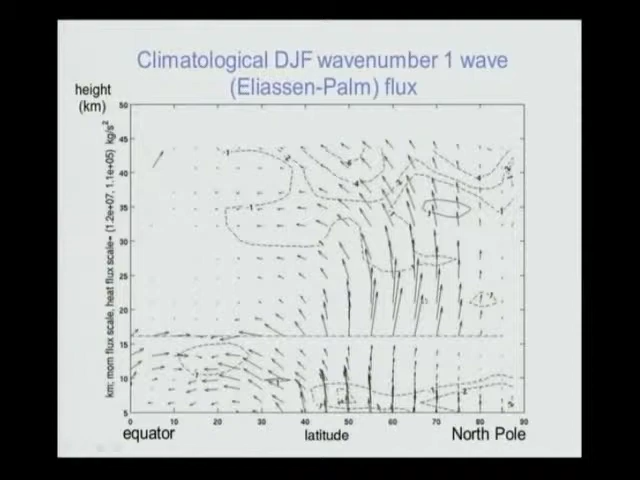 Climatological DJF wavenumber 1 wave
(Eliassen-Palm) flux
height
(km)
km; mom flux scale, heat flux scale= (1.2e+07, 1.1e+05) kg/s²
50
45
40
35
30
25
20
15
10
5
0 10 20 30 40 50 60 70 80 90
equator latitude North Pole